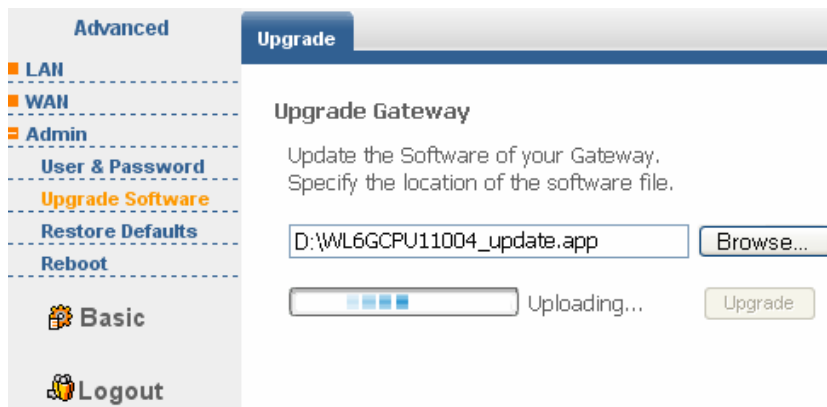 Advanced
LAN
WAN
Admin
User & Password
Upgrade Software
Restore Defaults
Reboot
Basic
Logout
Upgrade
Upgrade Gateway
Update the Software of your Gateway.
Specify the location of the software file.
D:\WL6GCPU11004_update.app
Browse...
Uploading...
Upgrade